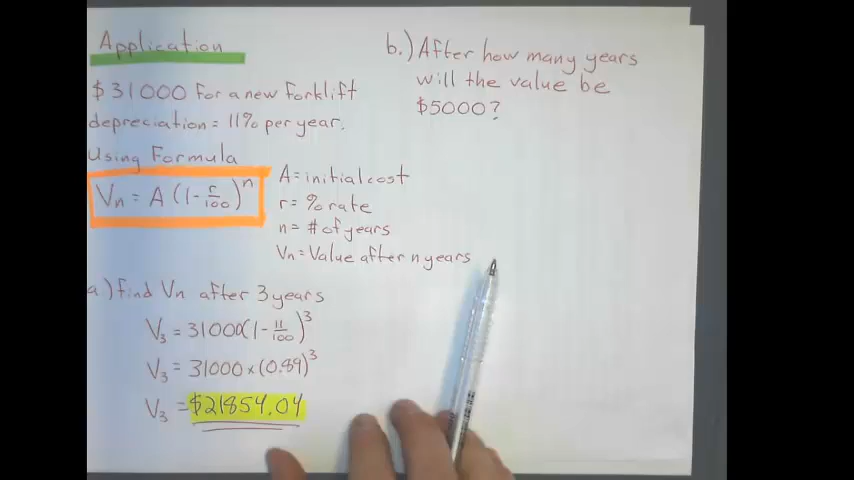 Application
$31000 for a new forklift
depreciation = 11% per year.
Using Formula
Vn = A (1 - r/100)^n
A = initial cost
r = % rate
n = # of years
Vn = Value after n years
a.) find Vn after 3 years
V3 = 31000(1 - 11/100)^3
V3 = 31000 × (0.89)^3
V3 = $21854.04
b.) After how many years
will the value be
$5000?